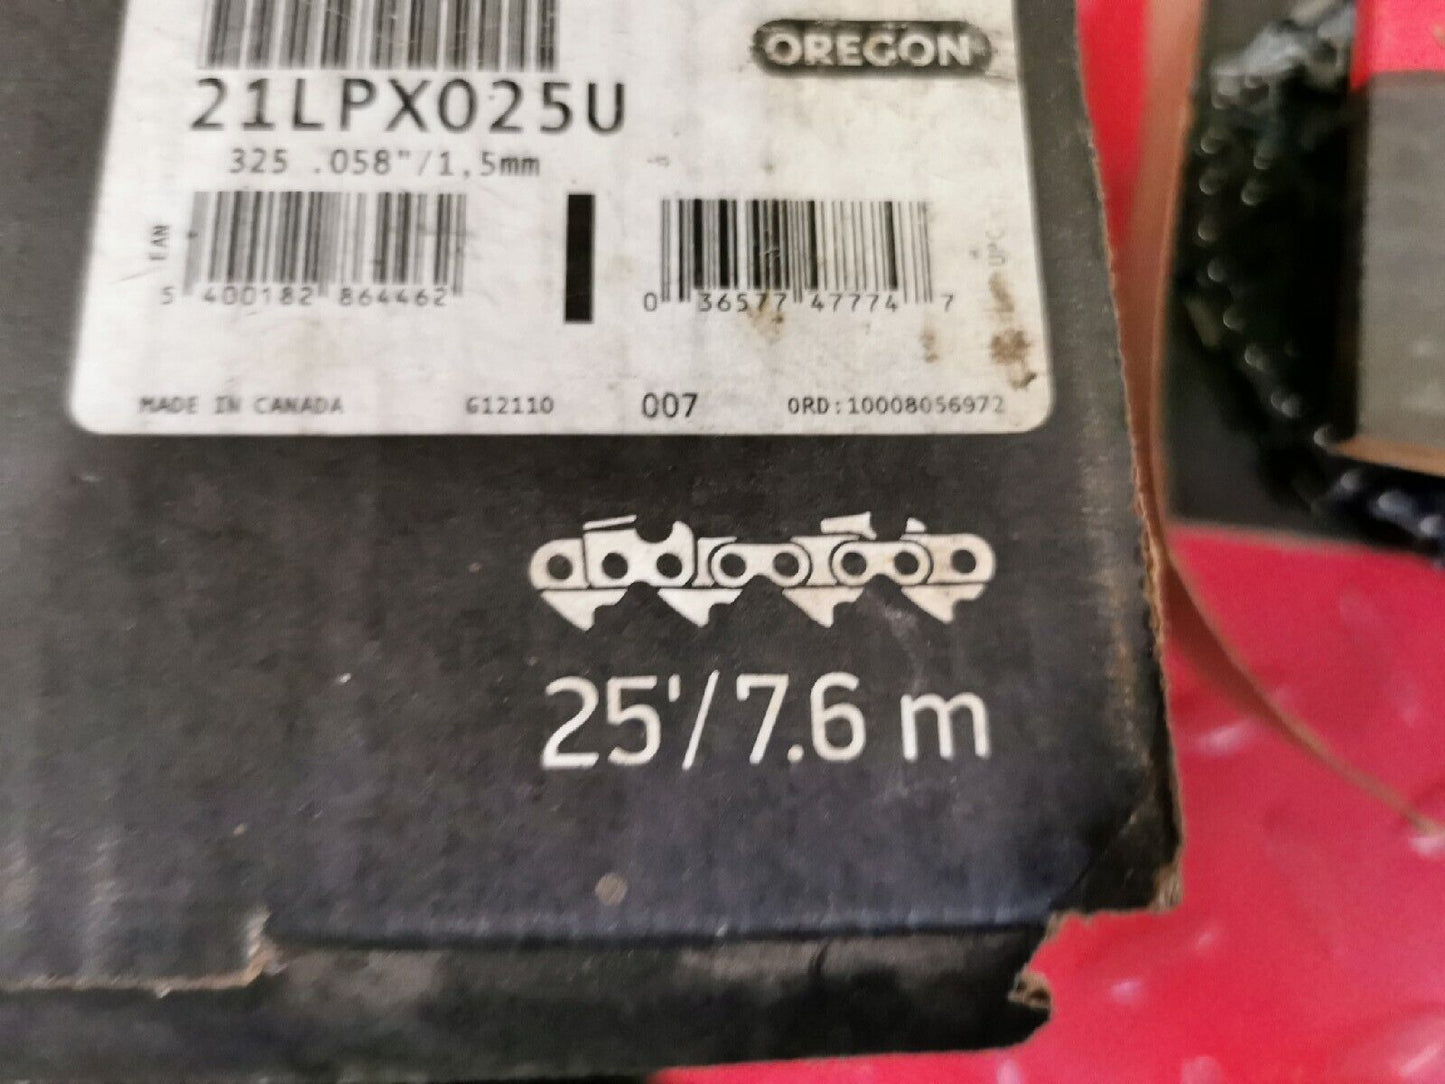 OREGON
21LPX025U
325 .058"/1,5mm
EAN
UPC
5 400182 864462
0 36577 47774 7
MADE IN CANADA G12110 007 ORD:10008056972
25'/7.6 m